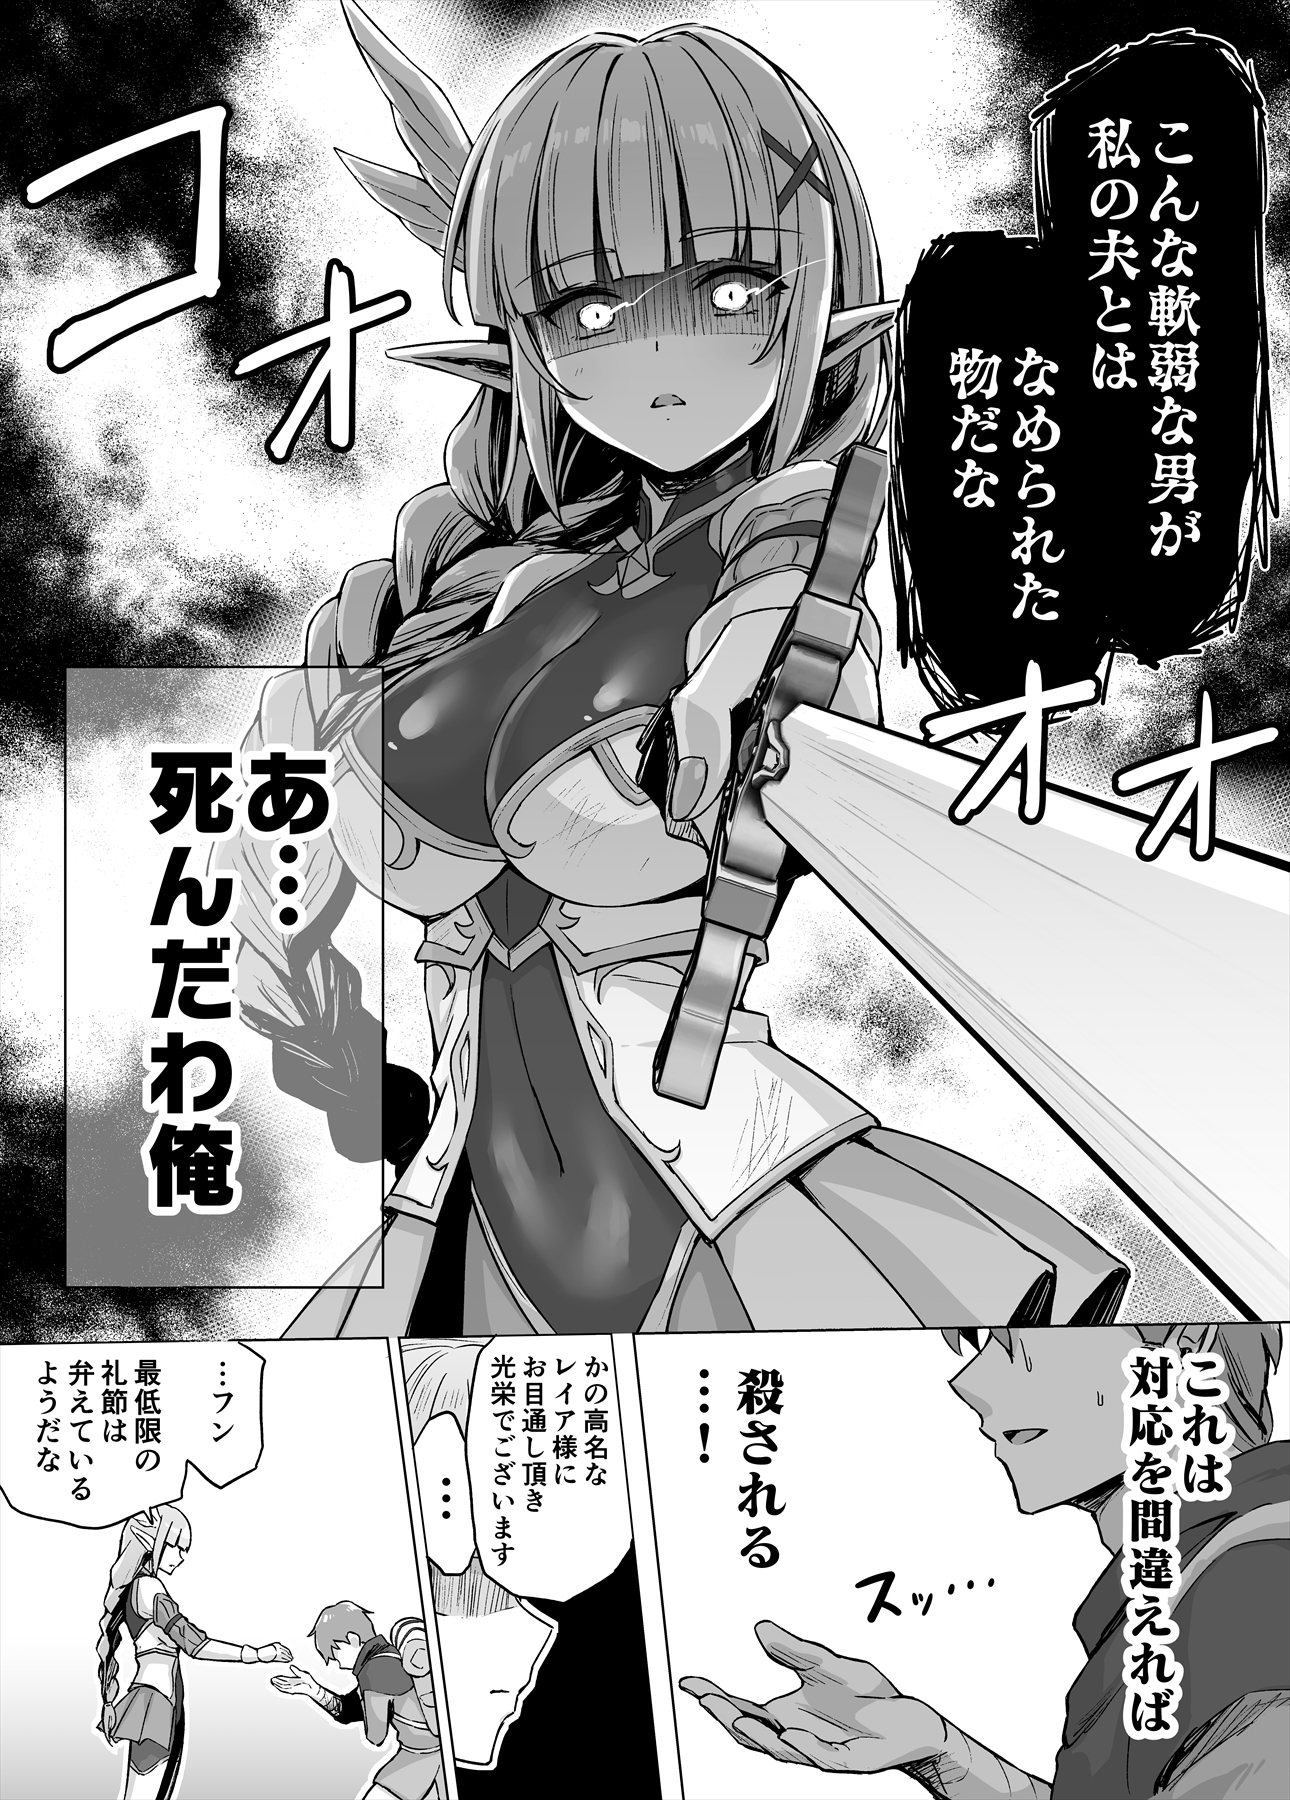 こんな軟弱な男が
私の夫とは
なめられた
物だな
ゴオオオ
あ…
死んだわ俺
これは
対応を間違えれば
殺される
…！
スッ…
かの高名な
レイア様に
お目通し頂き
光栄でございます
…
…フン
最低限の
礼節は
弁えている
ようだな